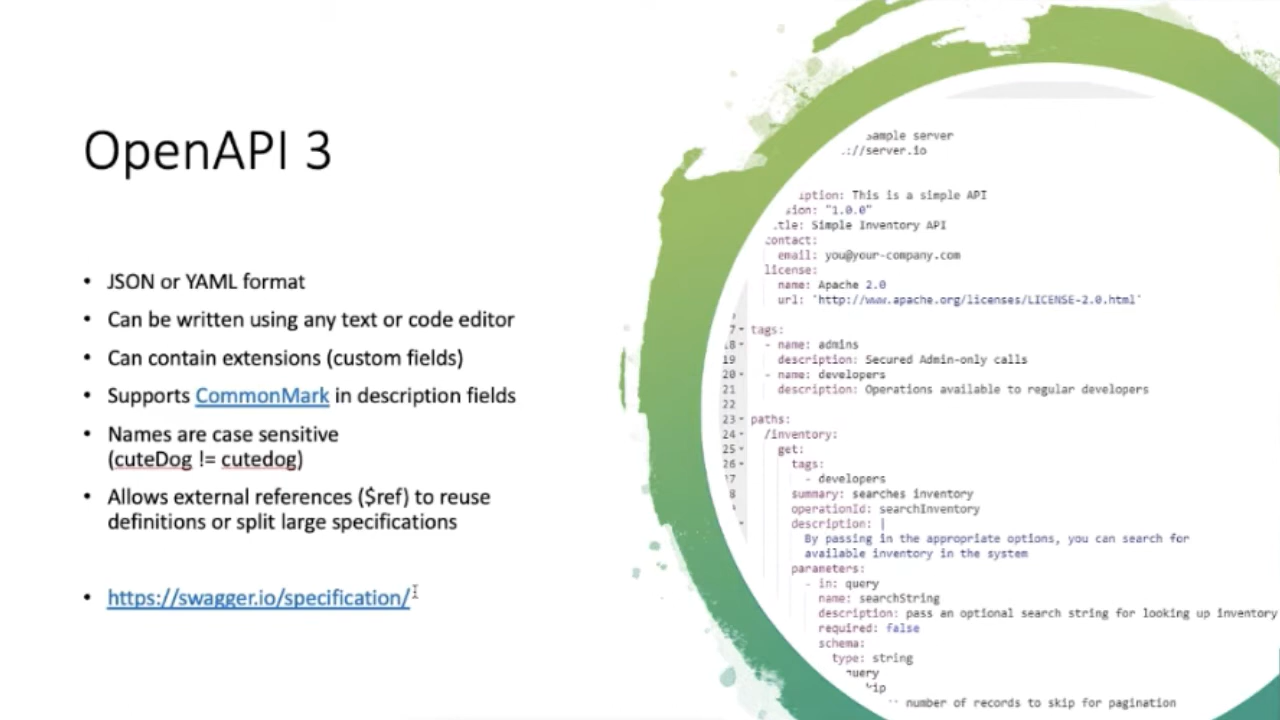 OpenAPI 3
• JSON or YAML format
• Can be written using any text or code editor
• Can contain extensions (custom fields)
• Supports CommonMark in description fields
• Names are case sensitive
(cuteDog != cutedog)
• Allows external references ($ref) to reuse
definitions or split large specifications
• https://swagger.io/specification/
server
://server.io
This is a simple API
"1.0.0"
Simple Inventory API
contact:
email: you@your-company.com
license:
name: Apache 2.0
url: 'http://www.apache.org/licenses/LICENSE-2.0.html'
7 tags:
8 - name: admins
19 description: Secured Admin-only calls
20 - name: developers
21 description: Operations available to regular developers
22
23 paths:
24 /inventory:
25 get:
26 tags:
7 - developers
8 summary: searches inventory
operationId: searchInventory
description: |
By passing in the appropriate options, you can search for
available inventory in the system
parameters:
- in: query
name: searchString
description: pass an optional search string for looking up inventory
required: false
schema:
type: string
query
number of records to skip for pagination